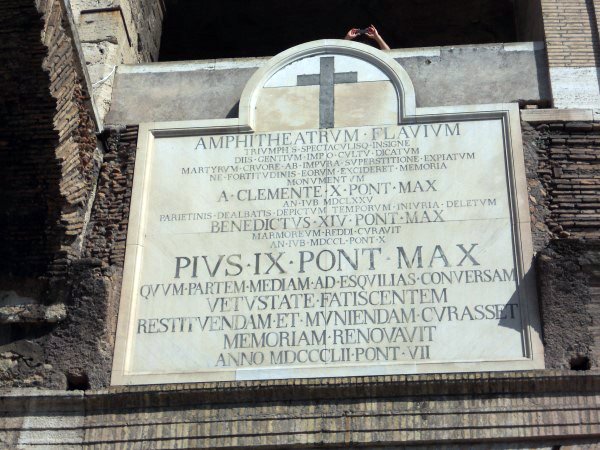 AMPHITHEATRVM · FLAVIVM
TRIVMPHIS · SPECTACVLISQ · INSIGNE
DIIS · GENTIVM · IMPIO · CVLTV · DICATVM
MARTYRVM · CRVORE · AB · IMPVRA · SVPERSTITIONE · EXPIATVM
NE · FORTITVDINIS · EORVM · EXCIDERET · MEMORIA
MONVMENTVM
A · CLEMENTE · X · PONT · MAX
AN · IVB · MDCLXXV
PARIETINIS · DEALBATIS · DEPICTVM · TEMPORVM · INIVRIA · DELETVM
BENEDICTVS · XIV · PONT · MAX
MARMOREVM · REDDI · CVRAVIT
AN · IVB · MDCCL · PONT · X
PIVS · IX · PONT · MAX
QVVM · PARTEM · MEDIAM · AD · ESQVILIAS · CONVERSAM
VETVSTATE · FATISCENTEM
RESTITVENDAM · ET · MVNIENDAM · CVRASSET
MEMORIAM · RENOVAVIT
ANNO · MDCCCLII · PONT · VII